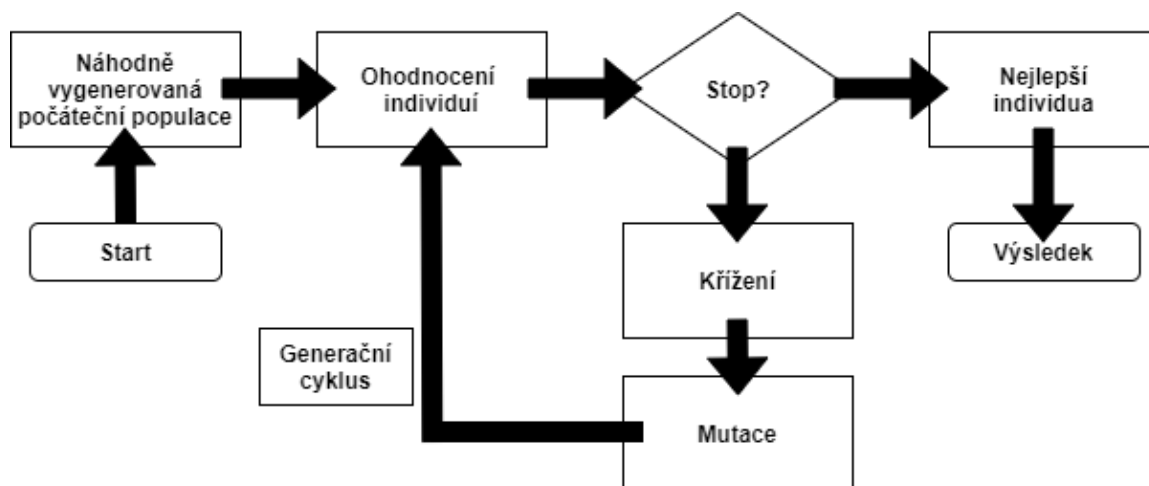 Náhodně
vygenerovaná
počáteční populace
Ohodnocení
individuí
Stop?
Nejlepší
individua
Start
Křížení
Výsledek
Generační
cyklus
Mutace